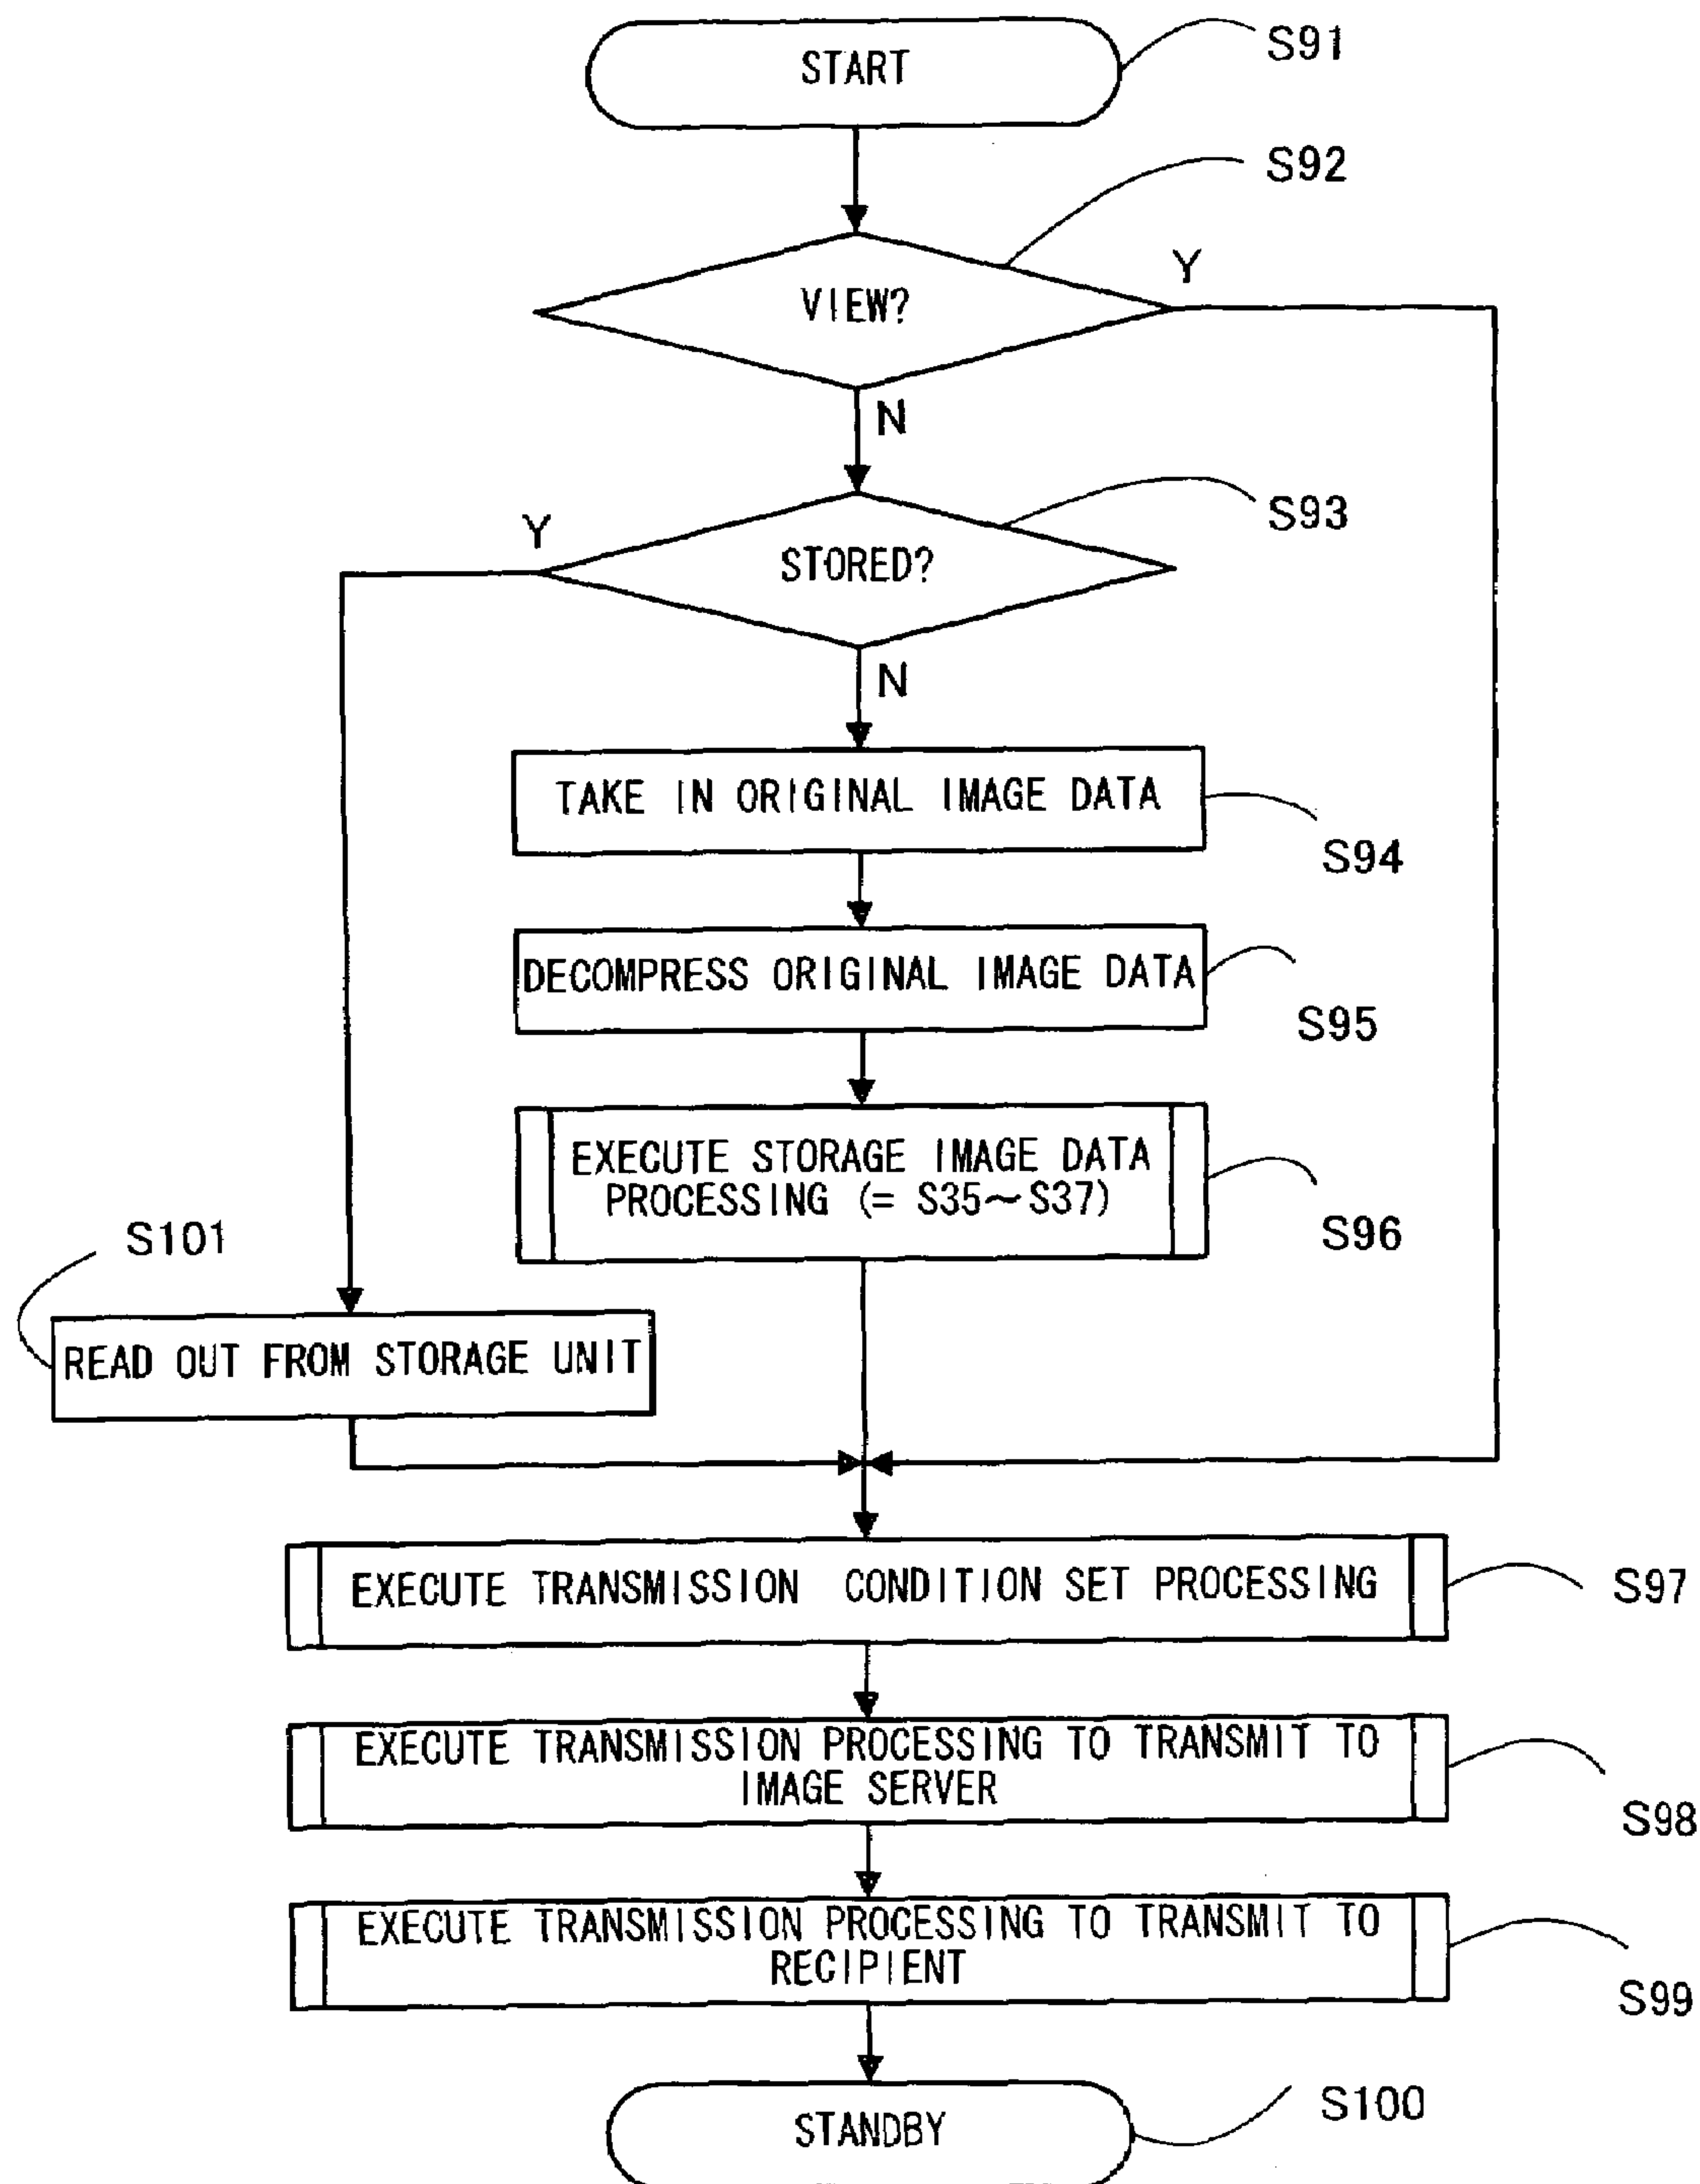 START
S91
S92
VIEW?
Y
N
S93
Y
STORED?
N
TAKE IN ORIGINAL IMAGE DATA
S94
DECOMPRESS ORIGINAL IMAGE DATA
S95
EXECUTE STORAGE IMAGE DATA
PROCESSING (= S35~S37)
S96
S101
READ OUT FROM STORAGE UNIT
EXECUTE TRANSMISSION CONDITION SET PROCESSING
S97
EXECUTE TRANSMISSION PROCESSING TO TRANSMIT TO
IMAGE SERVER
S98
EXECUTE TRANSMISSION PROCESSING TO TRANSMIT TO
RECIPIENT
S99
STANDBY
S100